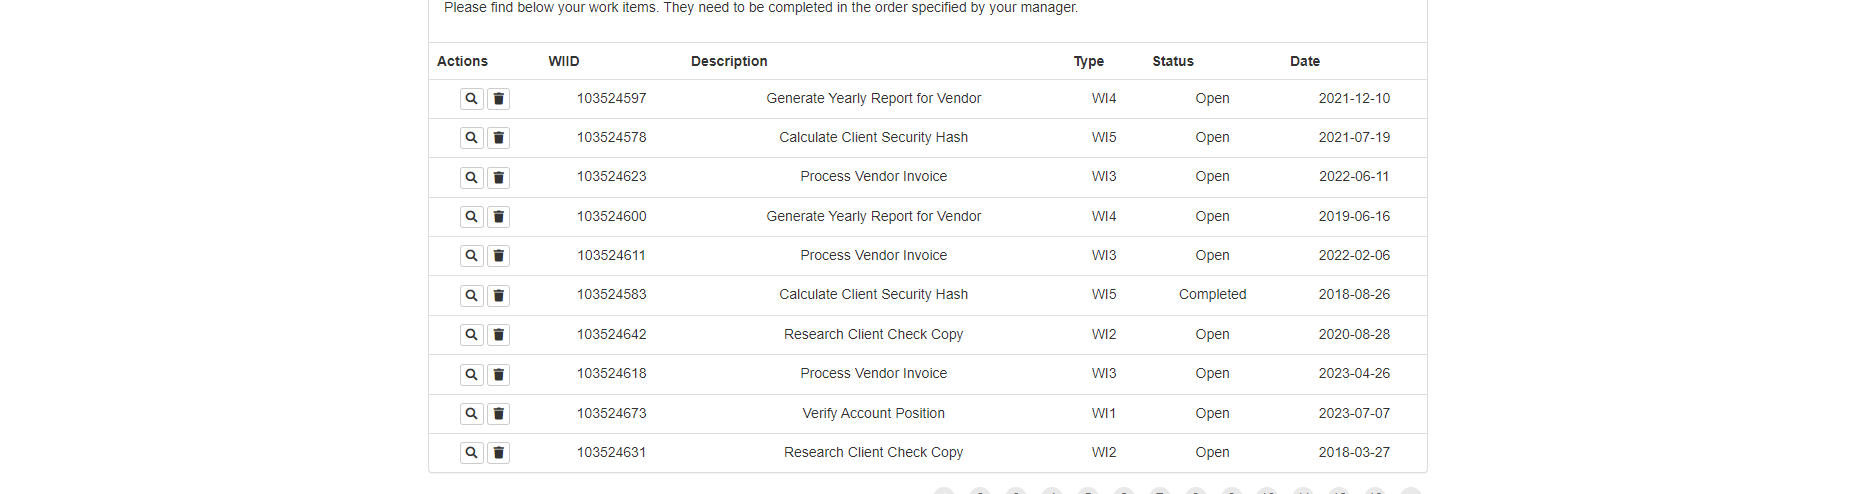 Please find below your work items. They need to be completed in the order specified by your manager.
Actions WIID Description Type Status Date
103524597 Generate Yearly Report for Vendor WI4 Open 2021-12-10
103524578 Calculate Client Security Hash WI5 Open 2021-07-19
103524623 Process Vendor Invoice WI3 Open 2022-06-11
103524600 Generate Yearly Report for Vendor WI4 Open 2019-06-16
103524611 Process Vendor Invoice WI3 Open 2022-02-06
103524583 Calculate Client Security Hash WI5 Completed 2018-08-26
103524642 Research Client Check Copy WI2 Open 2020-08-28
103524618 Process Vendor Invoice WI3 Open 2023-04-26
103524673 Verify Account Position WI1 Open 2023-07-07
103524631 Research Client Check Copy WI2 Open 2018-03-27